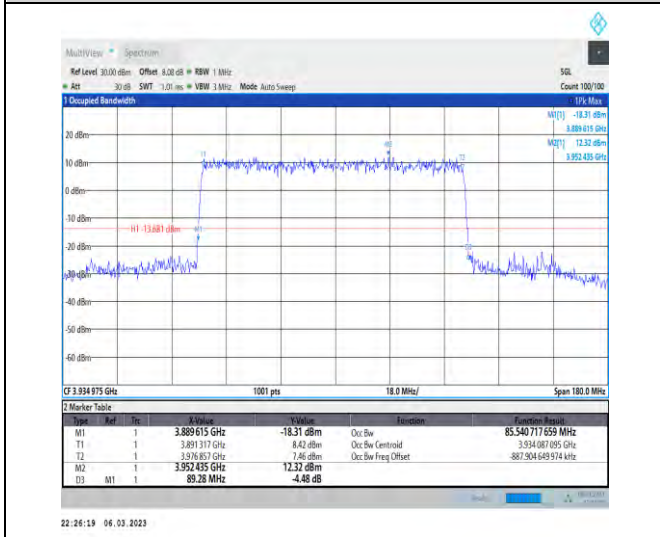 MultiView Spectrum
Ref Level 30.00 dBm Offset 8.08 dB RBW 1 MHz SGL
Att 30 dB SWT 1.01 ms VBW 3 MHz Mode Auto Sweep Count 100/100
1 Occupied Bandwidth 1Pk Max
M1[1] -18.31 dBm
3.889 615 GHz
M2[1] 12.32 dBm
3.952 435 GHz
20 dBm
M2
T1 T2
10 dBm
0 dBm
-10 dBm
H1 -13.681 dBm
M1
-20 dBm
D3
-30 dBm
-40 dBm
-50 dBm
-60 dBm
CF 3.934 975 GHz 1001 pts 18.0 MHz/ Span 180.0 MHz
2 Marker Table
Type Ref Trc X-Value Y-Value Function Function Result
M1 1 3.889 615 GHz -18.31 dBm Occ Bw 85.540 717 659 MHz
T1 1 3.891 317 GHz 8.42 dBm Occ Bw Centroid 3.934 087 095 GHz
T2 1 3.976 857 GHz 7.46 dBm Occ Bw Freq Offset -887.904 649 974 kHz
M2 1 3.952 435 GHz 12.32 dBm
D3 M1 1 89.28 MHz -4.48 dB
22:26:19 06.03.2023